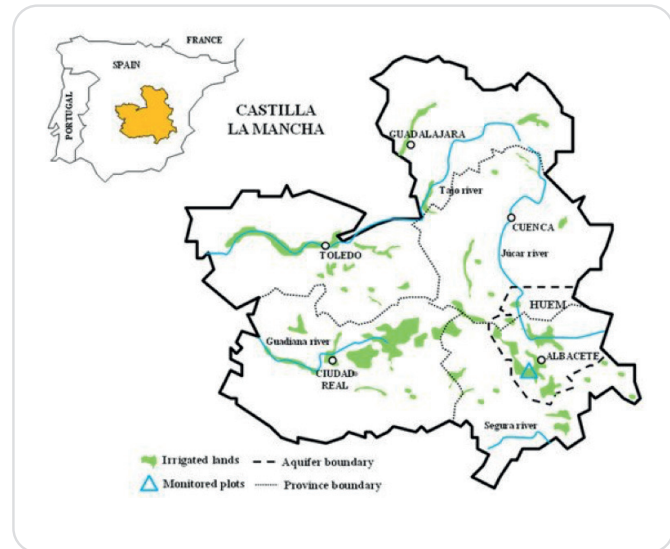 FRANCE
SPAIN
PORTUGAL
CASTILLA
LA MANCHA
GUADALAJARA
Tajo river
CUENCA
TOLEDO
Júcar river
HUEM
Guadiana river
ALBACETE
CIUDAD
REAL
Segura river
Irrigated lands
Aquifer boundary
Monitored plots
Province boundary